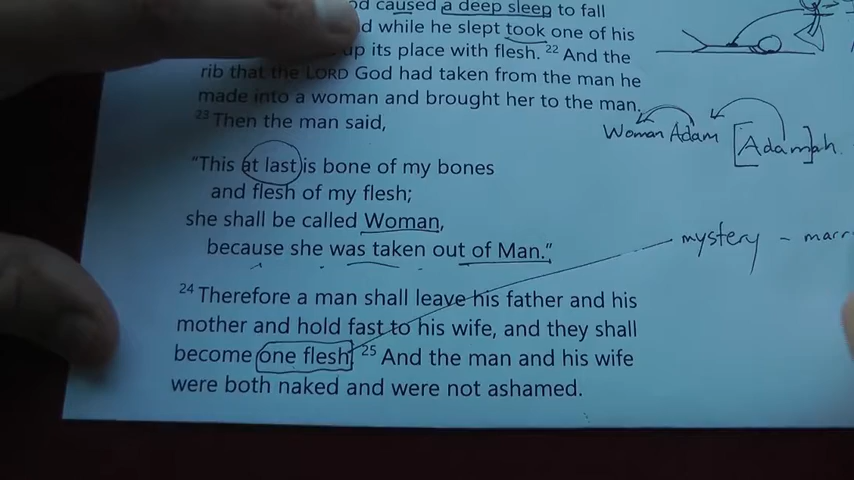 caused a deep sleep to fall
while he slept took one of his
up its place with flesh. 22 And the
rib that the LORD God had taken from the man he
made into a woman and brought her to the man.
23 Then the man said,
Woman Adam [Adam]ah.
"This at last is bone of my bones
and flesh of my flesh;
she shall be called Woman,
because she was taken out of Man."
mystery -
24 Therefore a man shall leave his father and his
mother and hold fast to his wife, and they shall
become one flesh. 25 And the man and his wife
were both naked and were not ashamed.